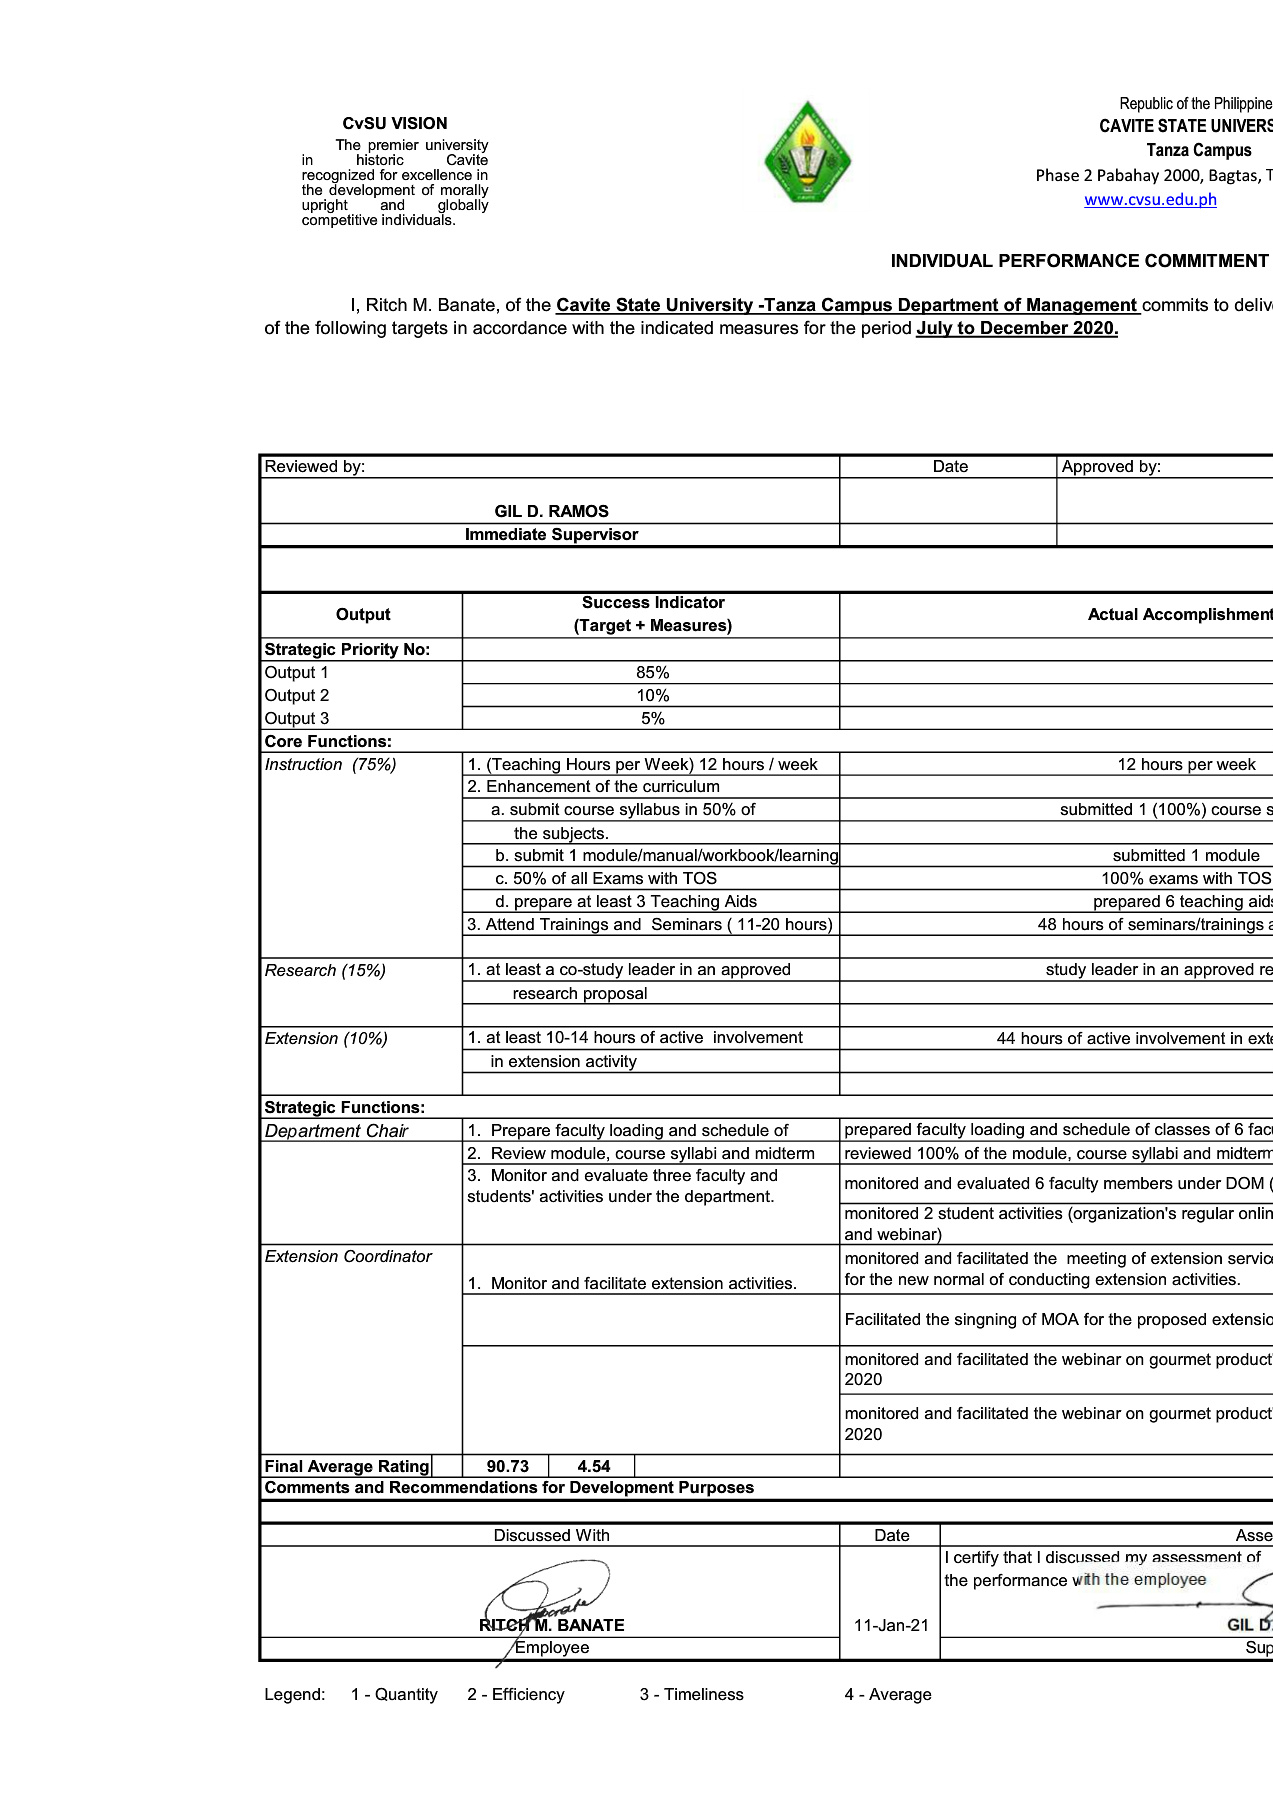 CvSU VISION
The premier university
in historic Cavite
recognized for excellence in
the development of morally
upright and globally
competitive individuals.
Republic of the Philippine
CAVITE STATE UNIVERS
Tanza Campus
Phase 2 Pabahay 2000, Bagtas, T
www.cvsu.edu.ph
INDIVIDUAL PERFORMANCE COMMITMENT
I, Ritch M. Banate, of the Cavite State University -Tanza Campus Department of Management commits to delive
of the following targets in accordance with the indicated measures for the period July to December 2020.
Reviewed by: Date Approved by:
GIL D. RAMOS
Immediate Supervisor
Output Success Indicator (Target + Measures) Actual Accomplishment
Strategic Priority No:
Output 1 85%
Output 2 10%
Output 3 5%
Core Functions:
Instruction (75%) 1. (Teaching Hours per Week) 12 hours / week 12 hours per week
2. Enhancement of the curriculum
a. submit course syllabus in 50% of submitted 1 (100%) course s
the subjects.
b. submit 1 module/manual/workbook/learning submitted 1 module
c. 50% of all Exams with TOS 100% exams with TOS
d. prepare at least 3 Teaching Aids prepared 6 teaching aids
3. Attend Trainings and Seminars ( 11-20 hours) 48 hours of seminars/trainings a
Research (15%) 1. at least a co-study leader in an approved study leader in an approved re
research proposal
Extension (10%) 1. at least 10-14 hours of active involvement 44 hours of active involvement in exte
in extension activity
Strategic Functions:
Department Chair 1. Prepare faculty loading and schedule of prepared faculty loading and schedule of classes of 6 facu
2. Review module, course syllabi and midterm reviewed 100% of the module, course syllabi and midterm
3. Monitor and evaluate three faculty and
students' activities under the department.
monitored and evaluated 6 faculty members under DOM (
monitored 2 student activities (organization's regular onlin
and webinar)
Extension Coordinator
1. Monitor and facilitate extension activities.
monitored and facilitated the meeting of extension service
for the new normal of conducting extension activities.
Facilitated the singning of MOA for the proposed extensio
monitored and facilitated the webinar on gourmet product
2020
monitored and facilitated the webinar on gourmet product
2020
Final Average Rating 90.73 4.54
Comments and Recommendations for Development Purposes
Discussed With Date Asse
I certify that I discussed my assessment of
the performance with the employee
RITCH M. BANATE 11-Jan-21 GIL D.
Employee Sup
Legend: 1 - Quantity 2 - Efficiency 3 - Timeliness 4 - Average